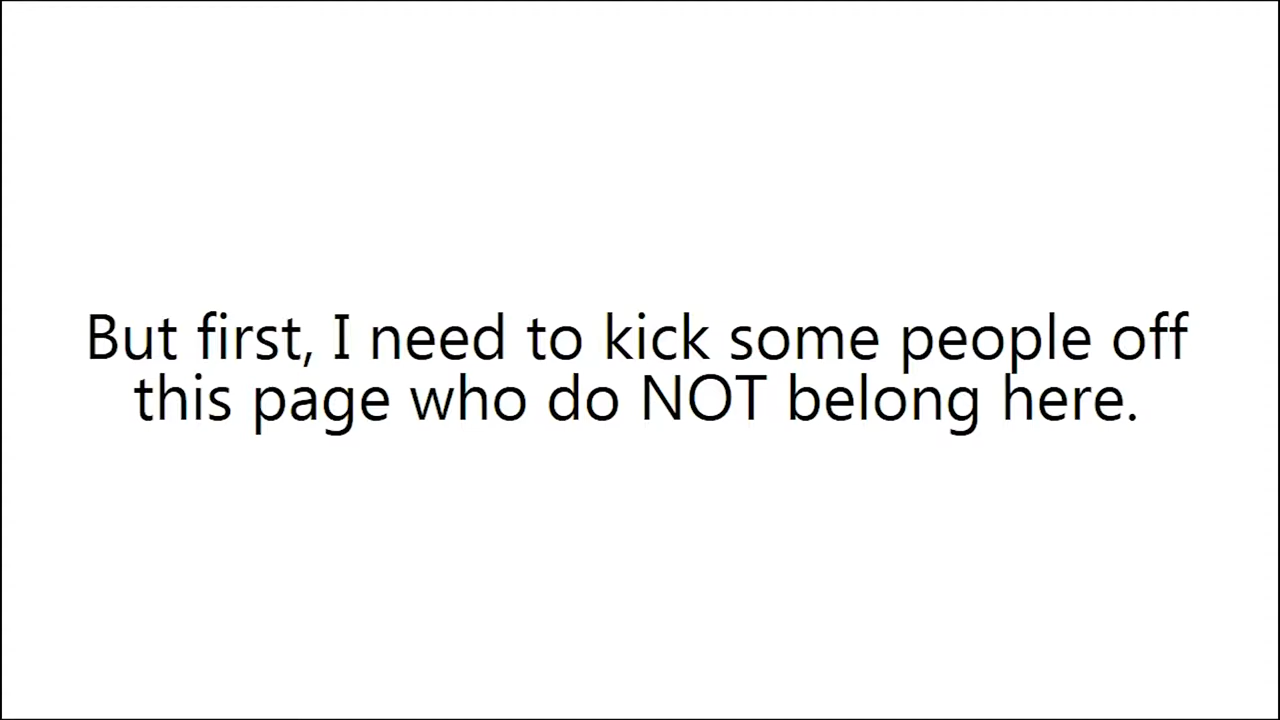 But first, I need to kick some people off
this page who do NOT belong here.